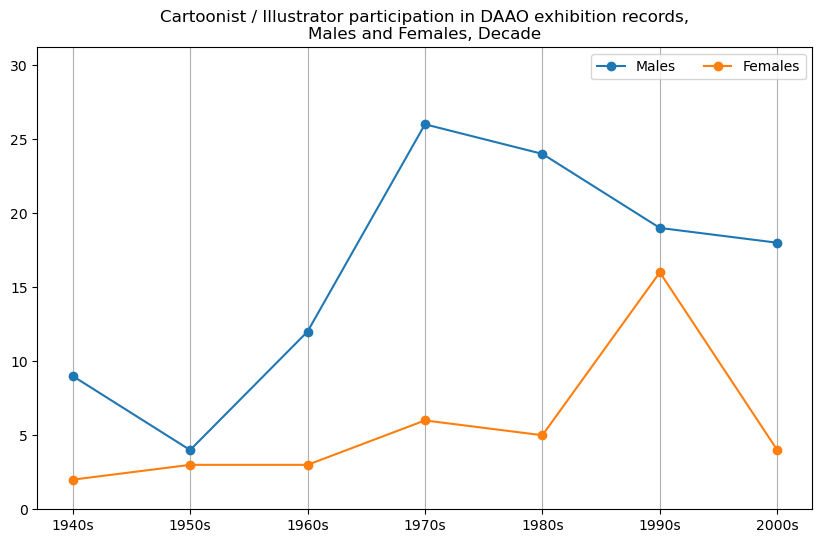 Cartoonist / Illustrator participation in DAAO exhibition records,
Males and Females, Decade
Males
Females
30
25
20
15
10
5
0
1940s
1950s
1960s
1970s
1980s
1990s
2000s